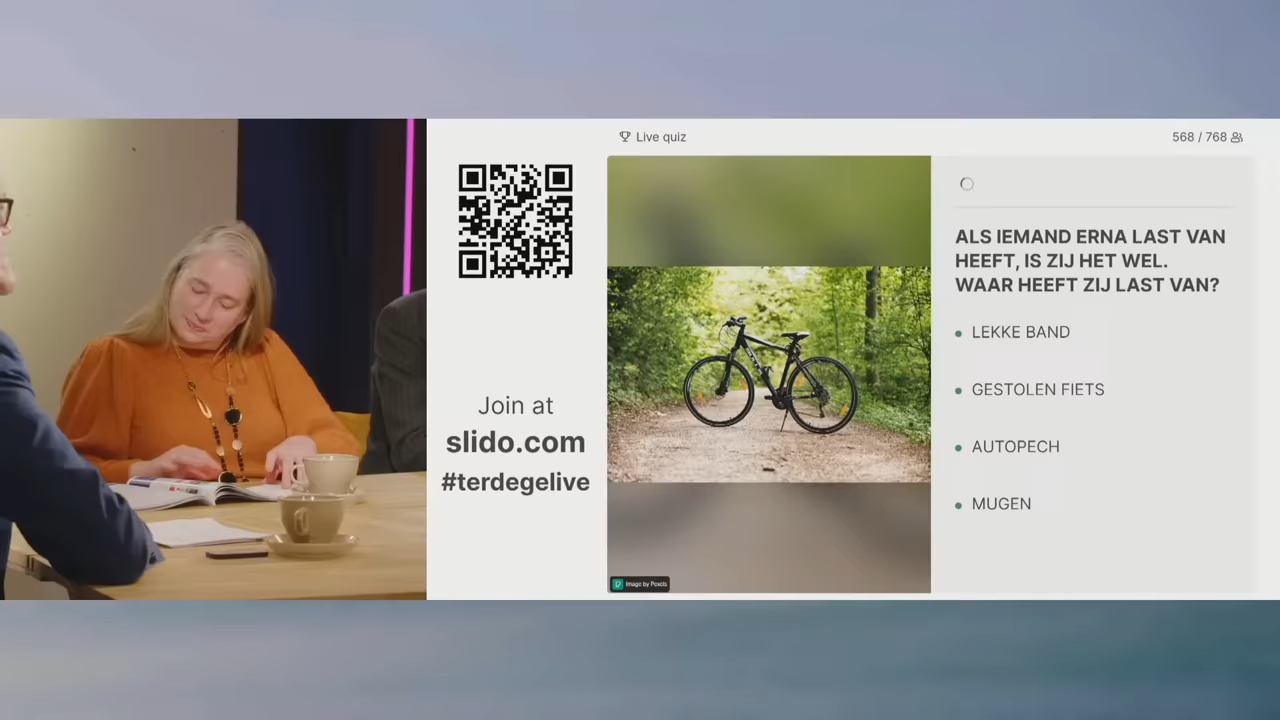 Live quiz
568 / 768
Join at
slido.com
#terdegelive
ALS IEMAND ERNA LAST VAN
HEEFT, IS ZIJ HET WEL.
WAAR HEEFT ZIJ LAST VAN?
LEKKE BAND
GESTOLEN FIETS
AUTOPECH
MUGEN
Image by Pexels